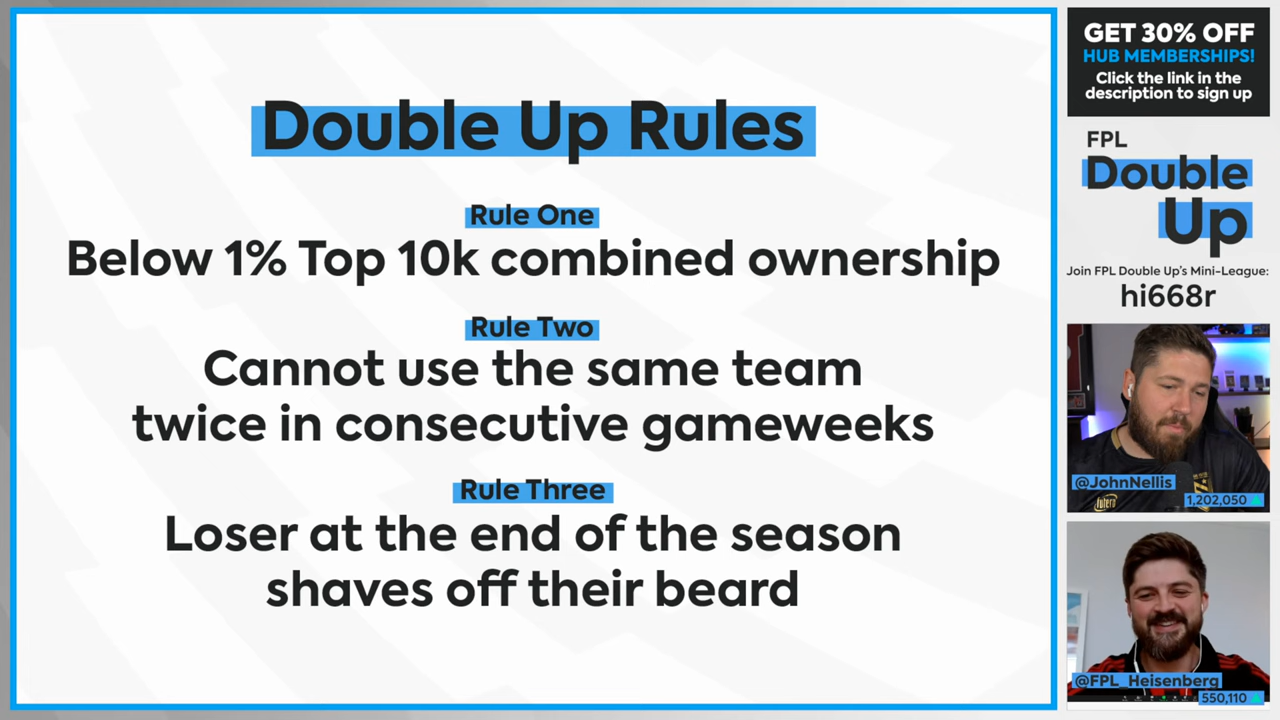 Double Up Rules
Rule One
Below 1% Top 10k combined ownership
Rule Two
Cannot use the same team
twice in consecutive gameweeks
Rule Three
Loser at the end of the season
shaves off their beard
GET 30% OFF
HUB MEMBERSHIPS!
Click the link in the
description to sign up
FPL
Double
Up
Join FPL Double Up's Mini-League:
hi668r
@JohnNellis
1,202,050
@FPL_Heisenberg
550,110